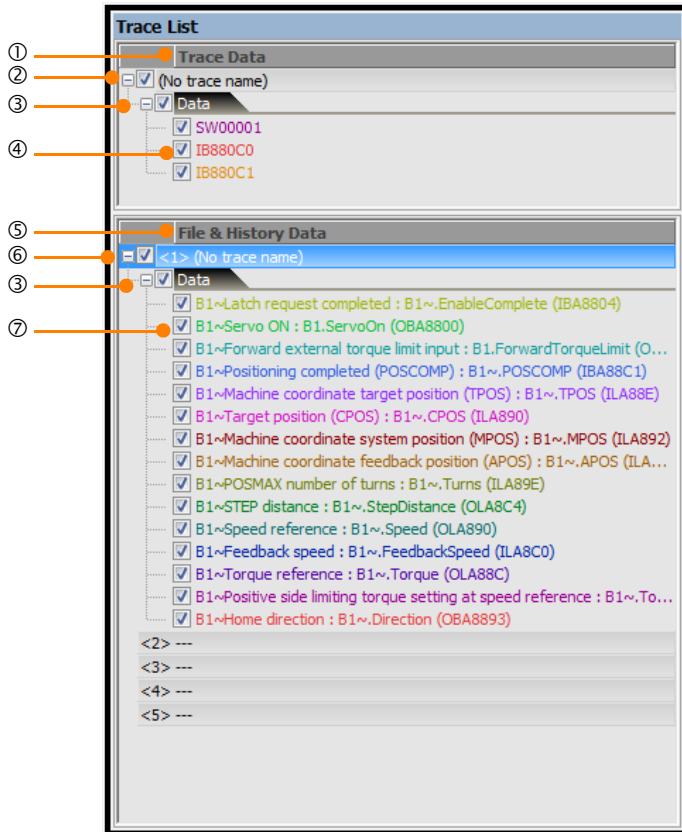 Trace List
① Trace Data
② (No trace name)
③ Data
SW00001
④ IB880C0
IB880C1
⑤ File & History Data
⑥ <1> (No trace name)
③ Data
B1~Latch request completed : B1~.EnableComplete (IBA8804)
⑦ B1~Servo ON : B1.ServoOn (OBA8800)
B1~Forward external torque limit input : B1.ForwardTorqueLimit (O...
B1~Positioning completed (POSCOMP) : B1~.POSCOMP (IBA88C1)
B1~Machine coordinate target position (TPOS) : B1~.TPOS (ILA88E)
B1~Target position (CPOS) : B1~.CPOS (ILA890)
B1~Machine coordinate system position (MPOS) : B1~.MPOS (ILA892)
B1~Machine coordinate feedback position (APOS) : B1~.APOS (ILA...
B1~POSMAX number of turns : B1~.Turns (ILA89E)
B1~STEP distance : B1~.StepDistance (OLA8C4)
B1~Speed reference : B1~.Speed (OLA890)
B1~Feedback speed : B1~.FeedbackSpeed (ILA8C0)
B1~Torque reference : B1~.Torque (OLA88C)
B1~Positive side limiting torque setting at speed reference : B1~.To...
B1~Home direction : B1~.Direction (OBA8893)
<2> ---
<3> ---
<4> ---
<5> ---